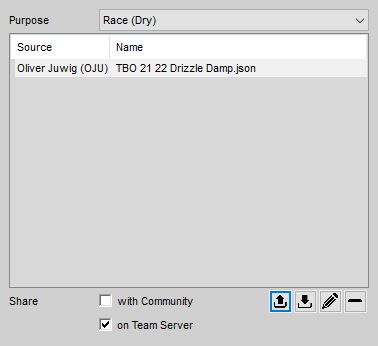 Purpose Race (Dry)
Source Name
Oliver Juwig (OJU) TBO 21 22 Drizzle Damp.json
Share with Community
on Team Server